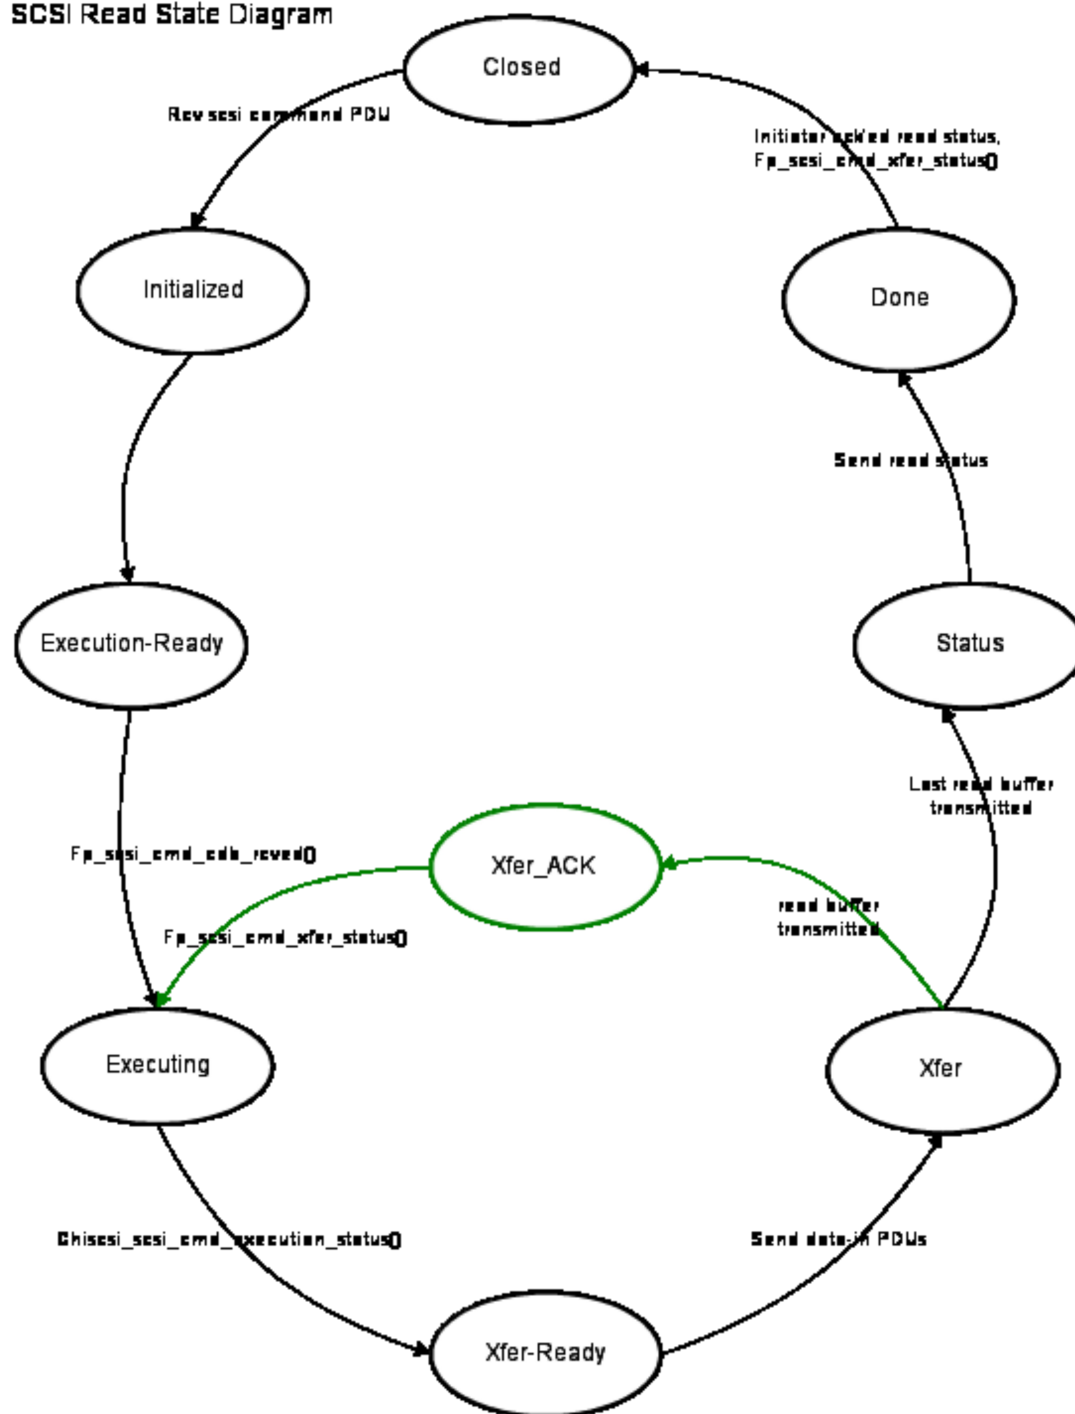 SCSI Read State Diagram
Closed
Rcv scsi command PDU
Initiator ack'ed read status,
Fp_scsi_cmd_xfer_status()
Initialized
Done
Send read status
Execution-Ready
Status
Last read buffer
transmitted
Fp_scsi_cmd_cdb_rcved()
Xfer_ACK
read buffer
transmitted
Fp_scsi_cmd_xfer_status()
Executing
Xfer
Chiscsi_scsi_cmd_execution_status()
Send data-in PDUs
Xfer-Ready